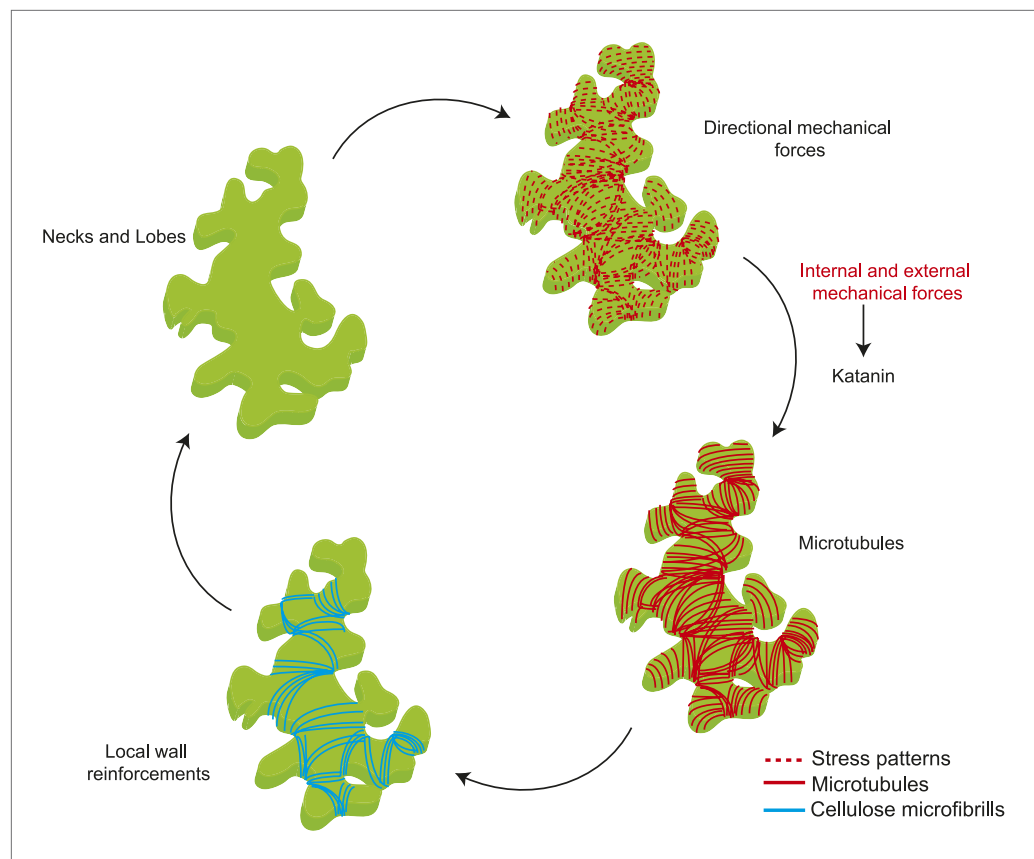 Directional mechanical
forces
Necks and Lobes
Internal and external
mechanical forces
Katanin
Microtubules
Local wall
reinforcements
Stress patterns
Microtubules
Cellulose microfibrills